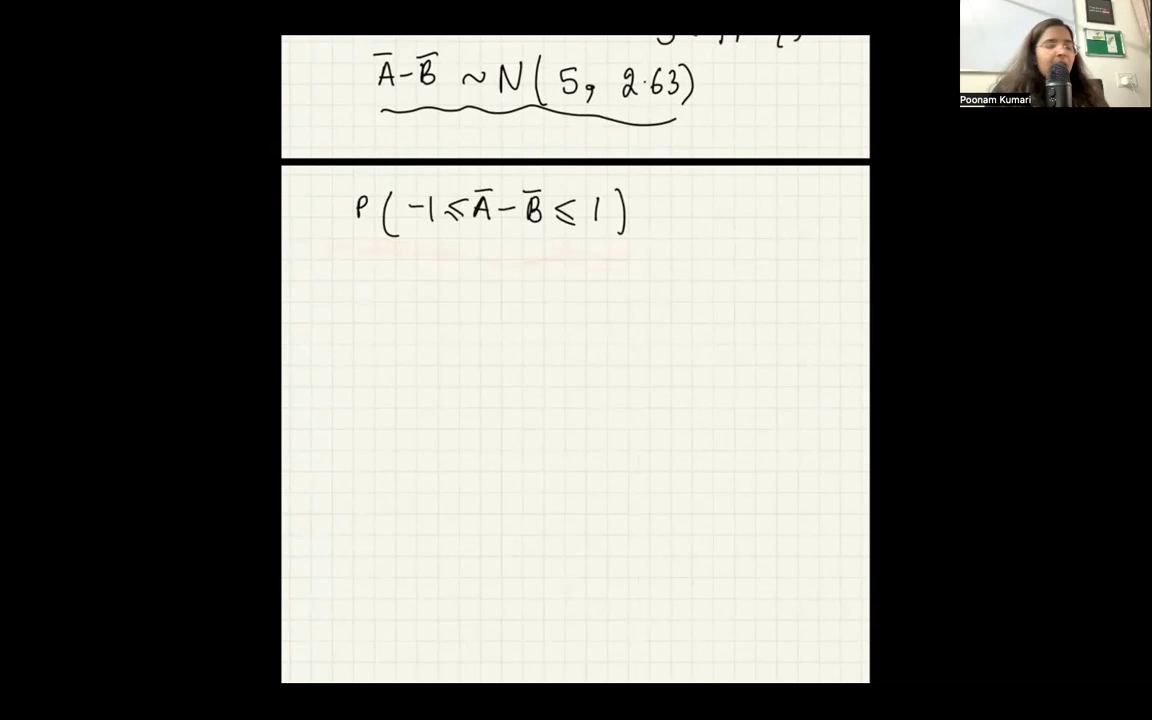 A̅-B̅ ~ N( 5, 2.63)
P( -1 ≤ A̅ - B̅ ≤ 1 )
Poonam Kumari